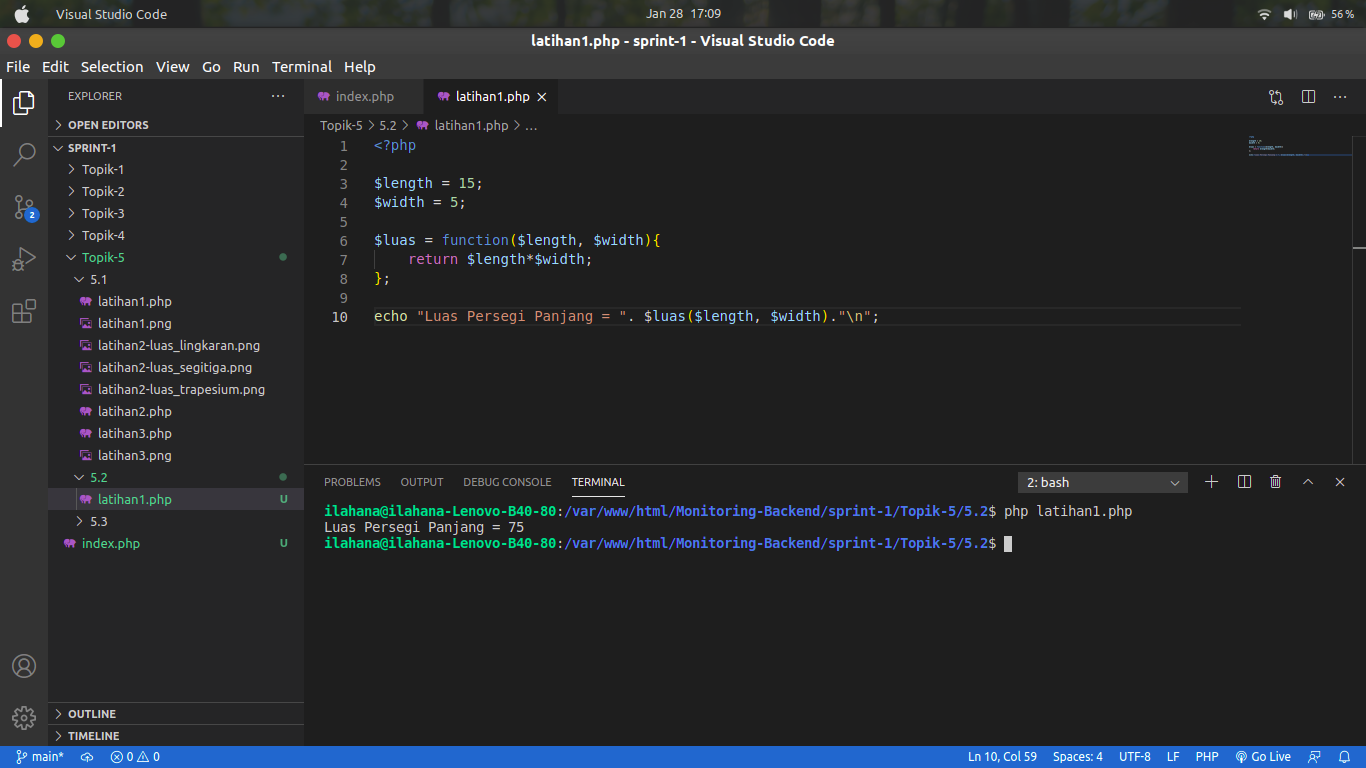 Visual Studio Code
Jan 28 17:09
56 %
latihan1.php - sprint-1 - Visual Studio Code
File Edit Selection View Go Run Terminal Help
EXPLORER
OPEN EDITORS
SPRINT-1
Topik-1
Topik-2
Topik-3
Topik-4
Topik-5
5.1
latihan1.php
latihan1.png
latihan2-luas_lingkaran.png
latihan2-luas_segitiga.png
latihan2-luas_trapesium.png
latihan2.php
latihan3.php
latihan3.png
5.2
latihan1.php U
5.3
index.php U
OUTLINE
TIMELINE
index.php latihan1.php
Topik-5 > 5.2 > latihan1.php > ...
1 <?php
2
3 $length = 15;
4 $width = 5;
5
6 $luas = function($length, $width){
7 return $length*$width;
8 };
9
10 echo "Luas Persegi Panjang = ". $luas($length, $width)."\n";
PROBLEMS OUTPUT DEBUG CONSOLE TERMINAL 2: bash
ilahana@ilahana-Lenovo-B40-80:/var/www/html/Monitoring-Backend/sprint-1/Topik-5/5.2$ php latihan1.php
Luas Persegi Panjang = 75
ilahana@ilahana-Lenovo-B40-80:/var/www/html/Monitoring-Backend/sprint-1/Topik-5/5.2$
2
main* 0 0 Ln 10, Col 59 Spaces: 4 UTF-8 LF PHP Go Live